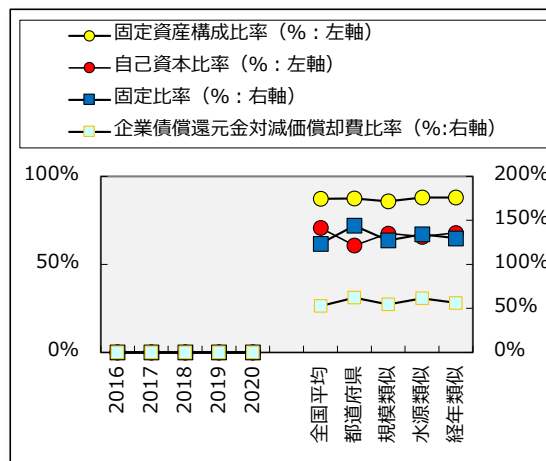 固定資産構成比率（%：左軸）
自己資本比率（%：左軸）
固定比率（%：右軸）
企業債償還元金対減価償却費比率（%:右軸）
100%
50%
0%
200%
150%
100%
50%
0%
2016
2017
2018
2019
2020
全国平均
都道府県
規模類似
水源類似
経年類似